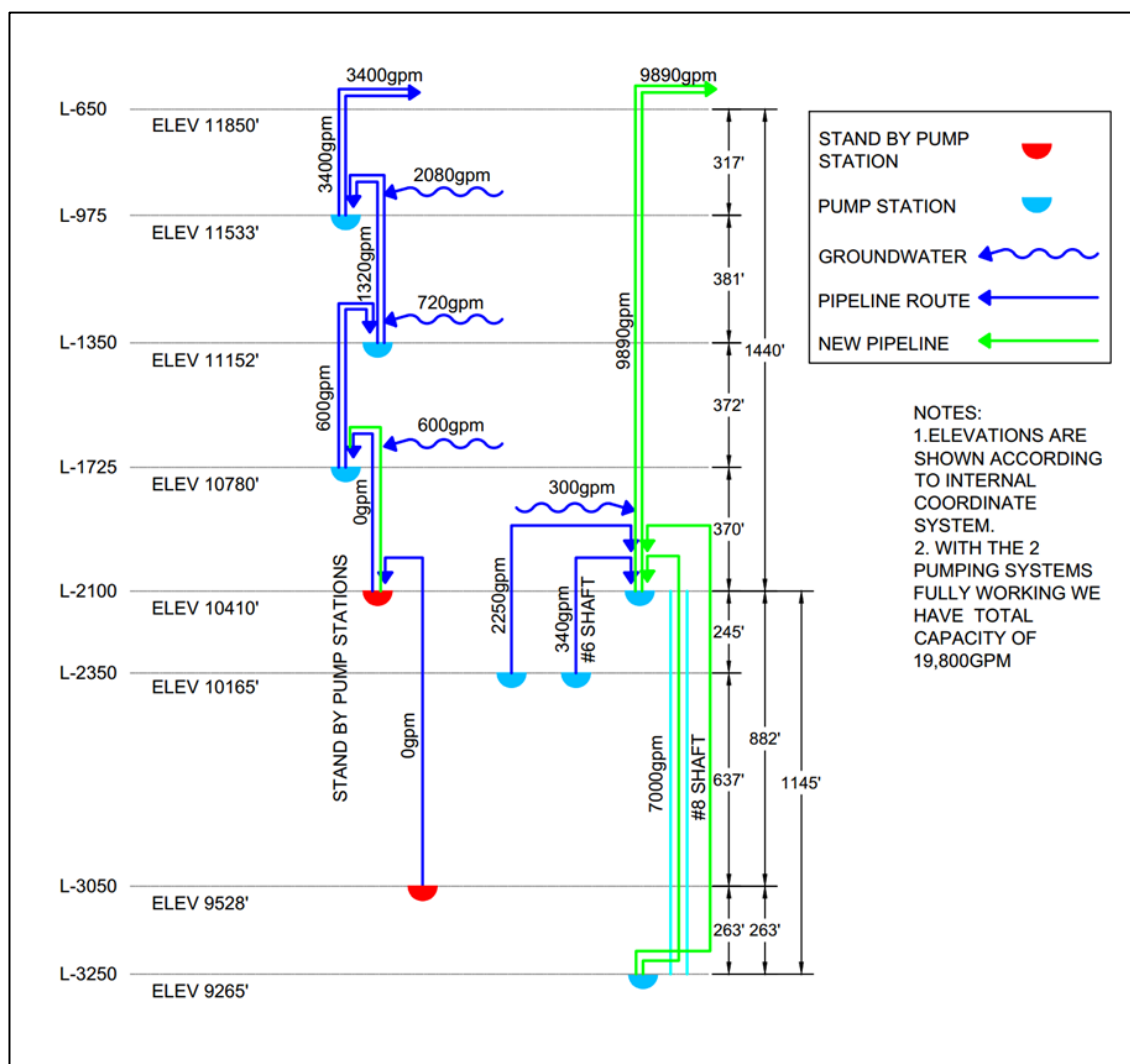 3400gpm
9890gpm
L-650
ELEV 11850'
3400gpm
317'
STAND BY PUMP
STATION
2080gpm
L-975
ELEV 11533'
PUMP STATION
1320gpm
381'
GROUNDWATER
720gpm
PIPELINE ROUTE
L-1350
ELEV 11152'
9890gpm
1440'
NEW PIPELINE
600gpm
372'
600gpm
NOTES:
1.ELEVATIONS ARE
SHOWN ACCORDING
TO INTERNAL
COORDINATE
SYSTEM.
2. WITH THE 2
PUMPING SYSTEMS
FULLY WORKING WE
HAVE TOTAL
CAPACITY OF
19,800GPM
L-1725
ELEV 10780'
0gpm
300gpm
370'
L-2100
ELEV 10410'
STAND BY PUMP STATIONS
2250gpm
340gpm
#6 SHAFT
245'
L-2350
ELEV 10165'
0gpm
7000gpm
#8 SHAFT
637'
882'
1145'
L-3050
ELEV 9528'
263'
263'
L-3250
ELEV 9265'